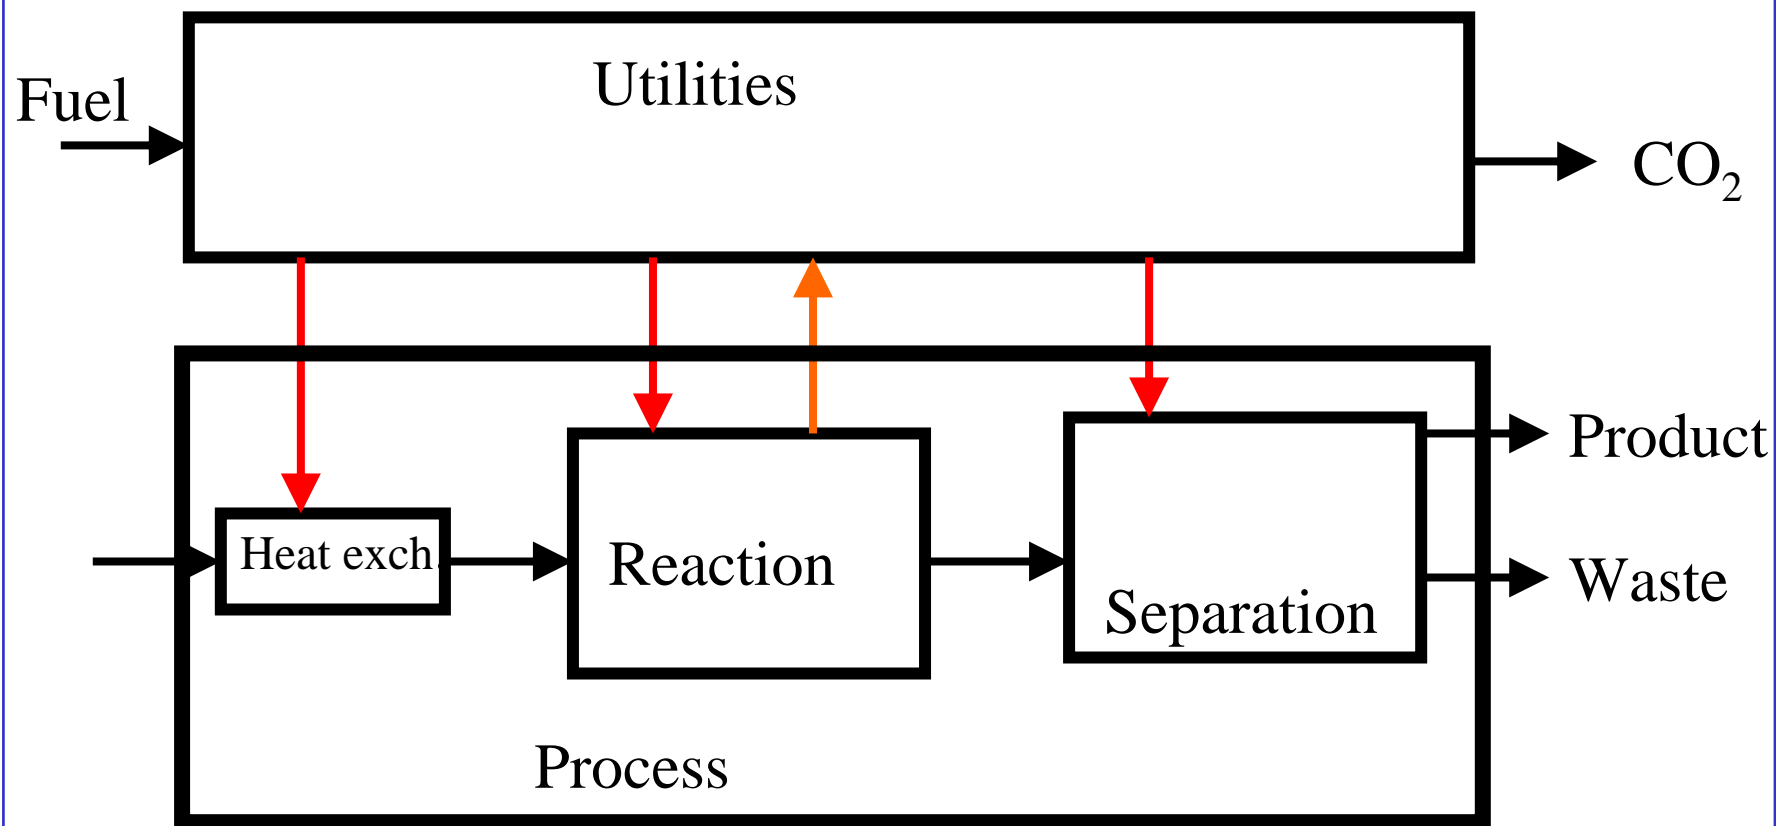 Utilities
Fuel
CO₂
Product
Heat exch.
Reaction
Waste
Separation
Process